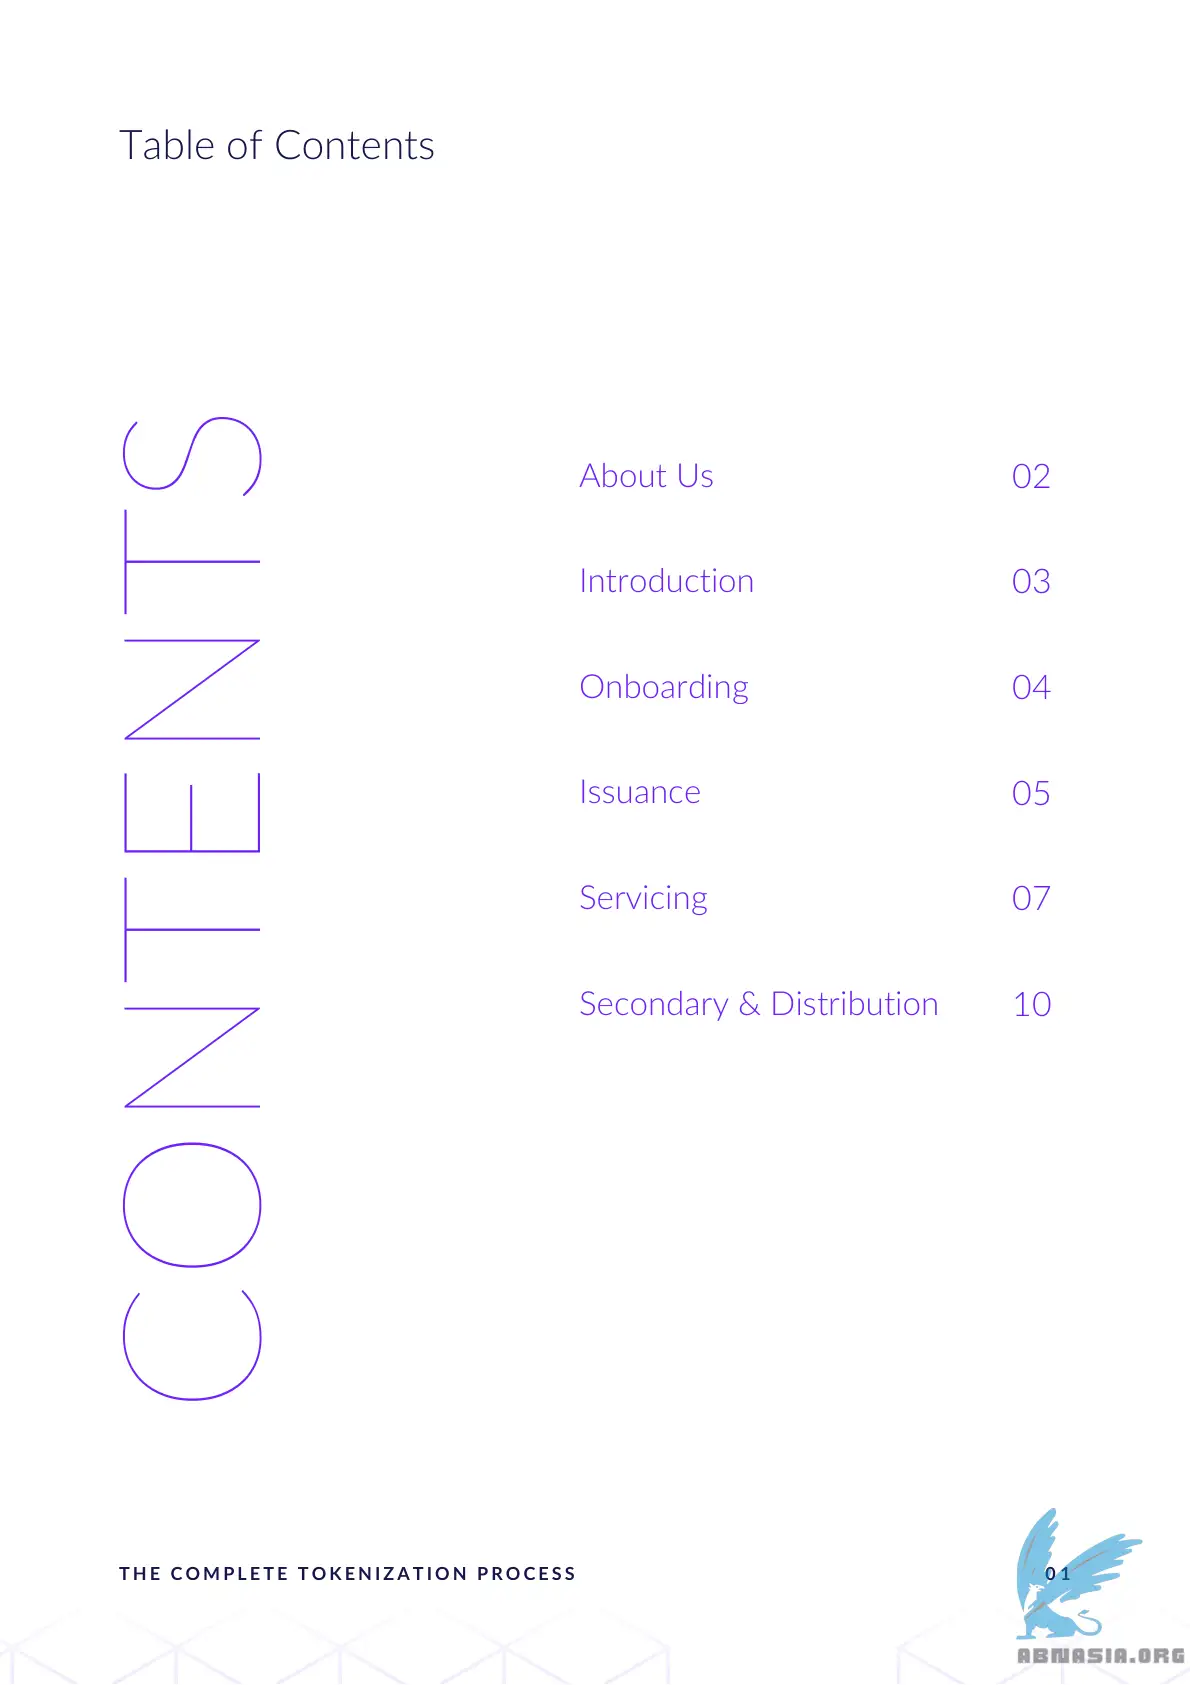 Table of Contents
CONTENTS
About Us 02
Introduction 03
Onboarding 04
Issuance 05
Servicing 07
Secondary & Distribution 10
THE COMPLETE TOKENIZATION PROCESS 01
ABNASIA.ORG